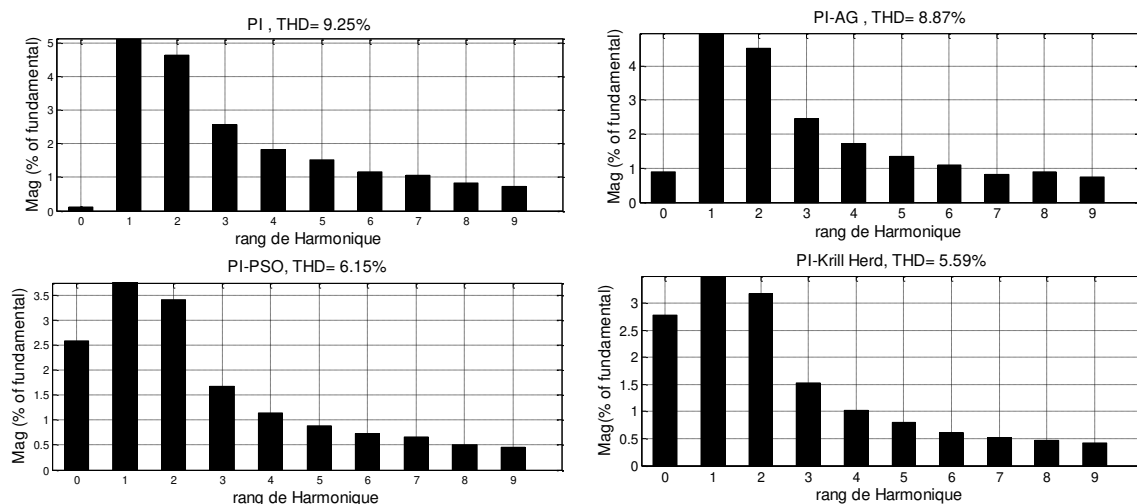 PI , THD= 9.25%
Mag (% of fundamental)
5
4
3
2
1
0
0 1 2 3 4 5 6 7 8 9
rang de Harmonique
PI-AG , THD= 8.87%
Mag (% of fundamental)
4
3
2
1
0
0 1 2 3 4 5 6 7 8 9
rang de Harmonique
PI-PSO, THD= 6.15%
Mag (% of fundamental)
3.5
3
2.5
2
1.5
1
0.5
0
0 1 2 3 4 5 6 7 8 9
rang de Harmonique
PI-Krill Herd, THD= 5.59%
Mag (% of fundamental)
3
2.5
2
1.5
1
0.5
0
0 1 2 3 4 5 6 7 8 9
rang de Harmonique